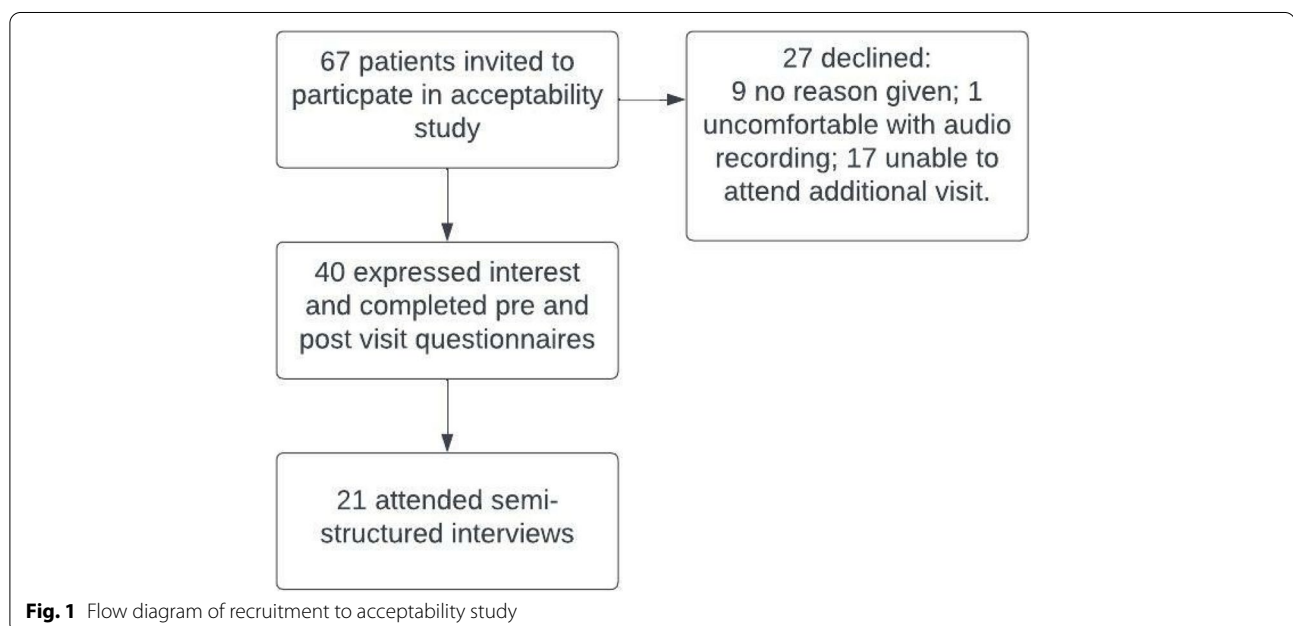 67 patients invited to
particpate in acceptability
study
27 declined:
9 no reason given; 1
uncomfortable with audio
recording; 17 unable to
attend additional visit.
40 expressed interest
and completed pre and
post visit questionnaires
21 attended semi-
structured interviews
Fig. 1 Flow diagram of recruitment to acceptability study